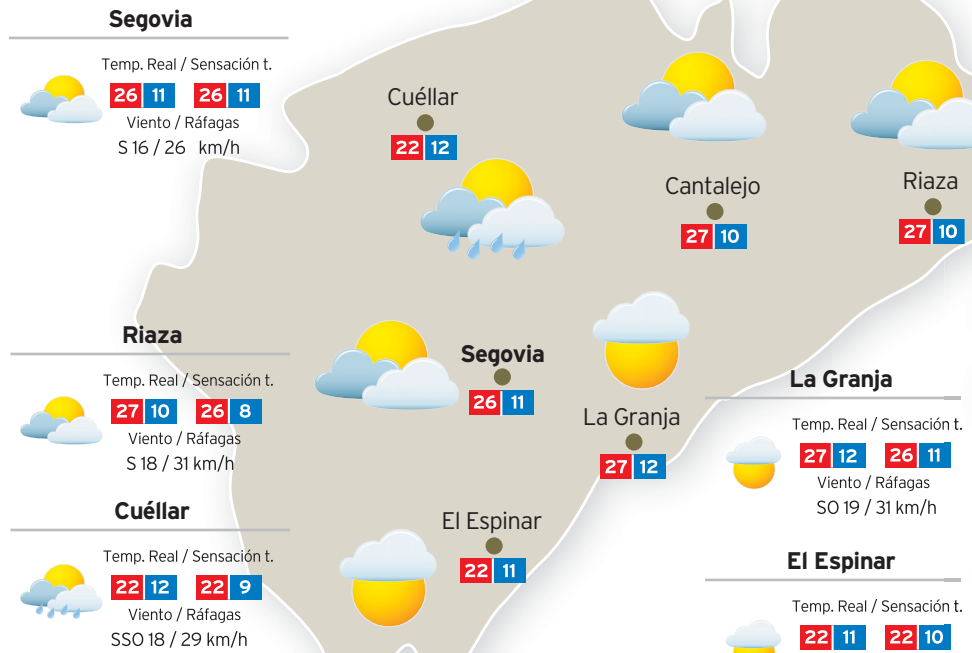 Segovia
Temp. Real / Sensación t.
26 11 26 11
Viento / Ráfagas
S 16 / 26 km/h
Riaza
Temp. Real / Sensación t.
27 10 26 8
Viento / Ráfagas
S 18 / 31 km/h
Cuéllar
Temp. Real / Sensación t.
22 12 22 9
Viento / Ráfagas
SSO 18 / 29 km/h
Cuéllar
22 12
Cantalejo
27 10
Riaza
27 10
Segovia
26 11
La Granja
27 12
El Espinar
22 11
La Granja
Temp. Real / Sensación t.
27 12 26 11
Viento / Ráfagas
SO 19 / 31 km/h
El Espinar
Temp. Real / Sensación t.
22 11 22 10